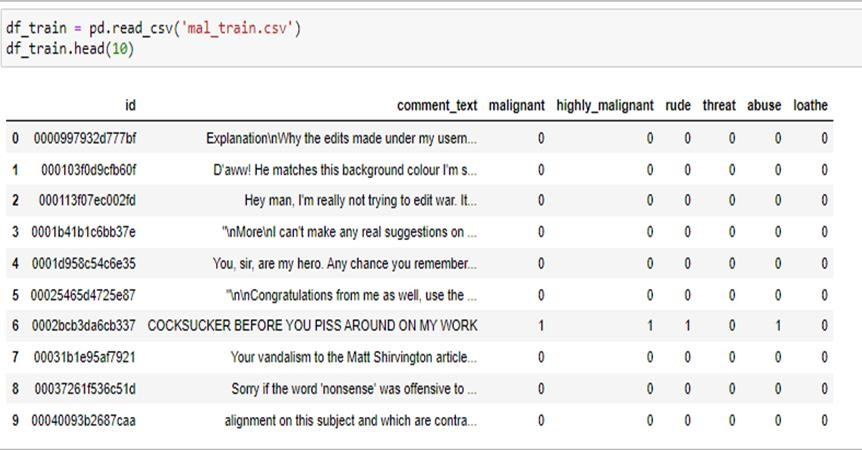 df_train = pd.read_csv('mal_train.csv')
df_train.head(10)
id comment_text malignant highly_malignant rude threat abuse loathe
0 0000997932d777bf Explanation\nWhy the edits made under my usern... 0 0 0 0 0 0
1 000103f0d9cfb60f D'aww! He matches this background colour I'm s... 0 0 0 0 0 0
2 000113f07ec002fd Hey man, I'm really not trying to edit war. It... 0 0 0 0 0 0
3 0001b41b1c6bb37e "\nMore\nI can't make any real suggestions on ... 0 0 0 0 0 0
4 0001d958c54c6e35 You, sir, are my hero. Any chance you remember... 0 0 0 0 0 0
5 00025465d4725e87 "\n\nCongratulations from me as well, use the ... 0 0 0 0 0 0
6 0002bcb3da6cb337 COCKSUCKER BEFORE YOU PISS AROUND ON MY WORK 1 1 1 0 1 0
7 00031b1e95af7921 Your vandalism to the Matt Shirvington article... 0 0 0 0 0 0
8 00037261f536c51d Sorry if the word 'nonsense' was offensive to ... 0 0 0 0 0 0
9 00040093b2687caa alignment on this subject and which are contra... 0 0 0 0 0 0